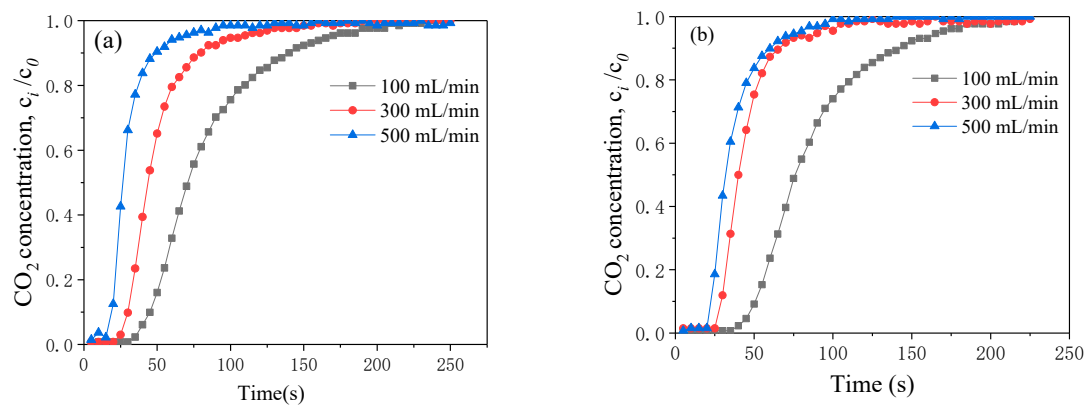 (a)
CO2 concentration, ci /c0
1.0
0.8
0.6
0.4
0.2
0.0
100 mL/min
300 mL/min
500 mL/min
0 50 100 150 200 250
Time(s)
(b)
CO2 concentration, ci /c0
1.0
0.8
0.6
0.4
0.2
0.0
100 mL/min
300 mL/min
500 mL/min
0 50 100 150 200 250
Time (s)